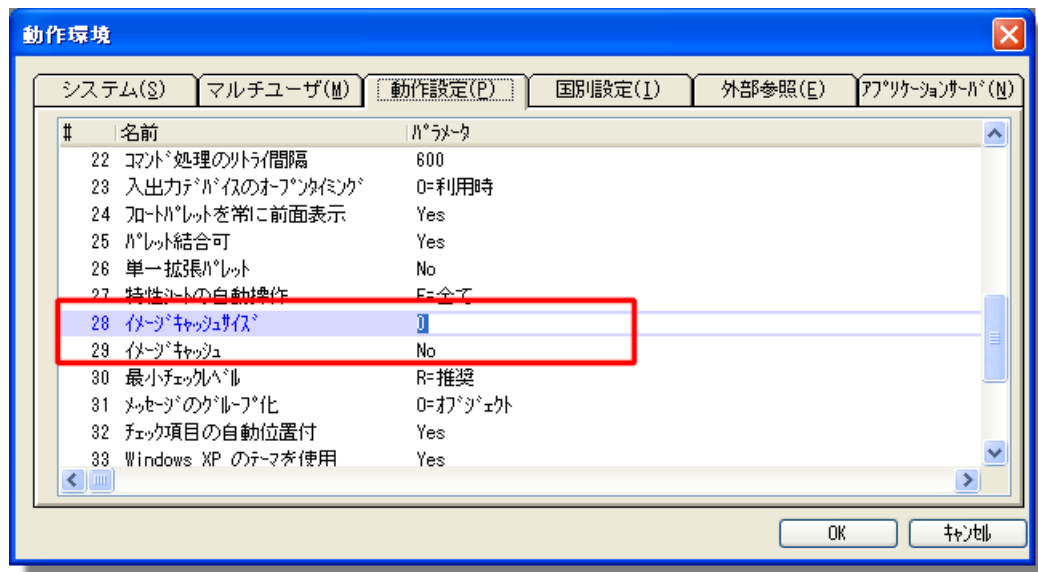 動作環境
システム(S) マルチユーザ(M) 動作設定(P) 国別設定(I) 外部参照(E) ｱﾌﾟﾘｹｰｼｮﾝｻｰﾊﾞ(N)
# 名前 ﾊﾟﾗﾒｰﾀ
22 ｺﾏﾝﾄﾞ処理のﾘﾄﾗｲ間隔 600
23 入出力ﾃﾞﾊﾞｲｽのｵｰﾌﾟﾝﾀｲﾐﾝｸﾞ O=利用時
24 ﾌﾛｰﾄﾊﾟﾚｯﾄを常に前面表示 Yes
25 ﾊﾟﾚｯﾄ結合可 Yes
26 単一拡張ﾊﾟﾚｯﾄ No
27 特性ｼｰﾄの自動操作 E=全て
28 ｲﾒｰｼﾞｷｬｯｼｭｻｲｽﾞ 0
29 ｲﾒｰｼﾞｷｬｯｼｭ No
30 最小ﾁｪｯｸﾚﾍﾞﾙ R=推奨
31 ﾒｯｾｰｼﾞのｸﾞﾙｰﾌﾟ化 O=ｵﾌﾞｼﾞｪｸﾄ
32 ﾁｪｯｸ項目の自動位置付 Yes
33 Windows XP のﾃｰﾏを使用 Yes
OK ｷｬﾝｾﾙ